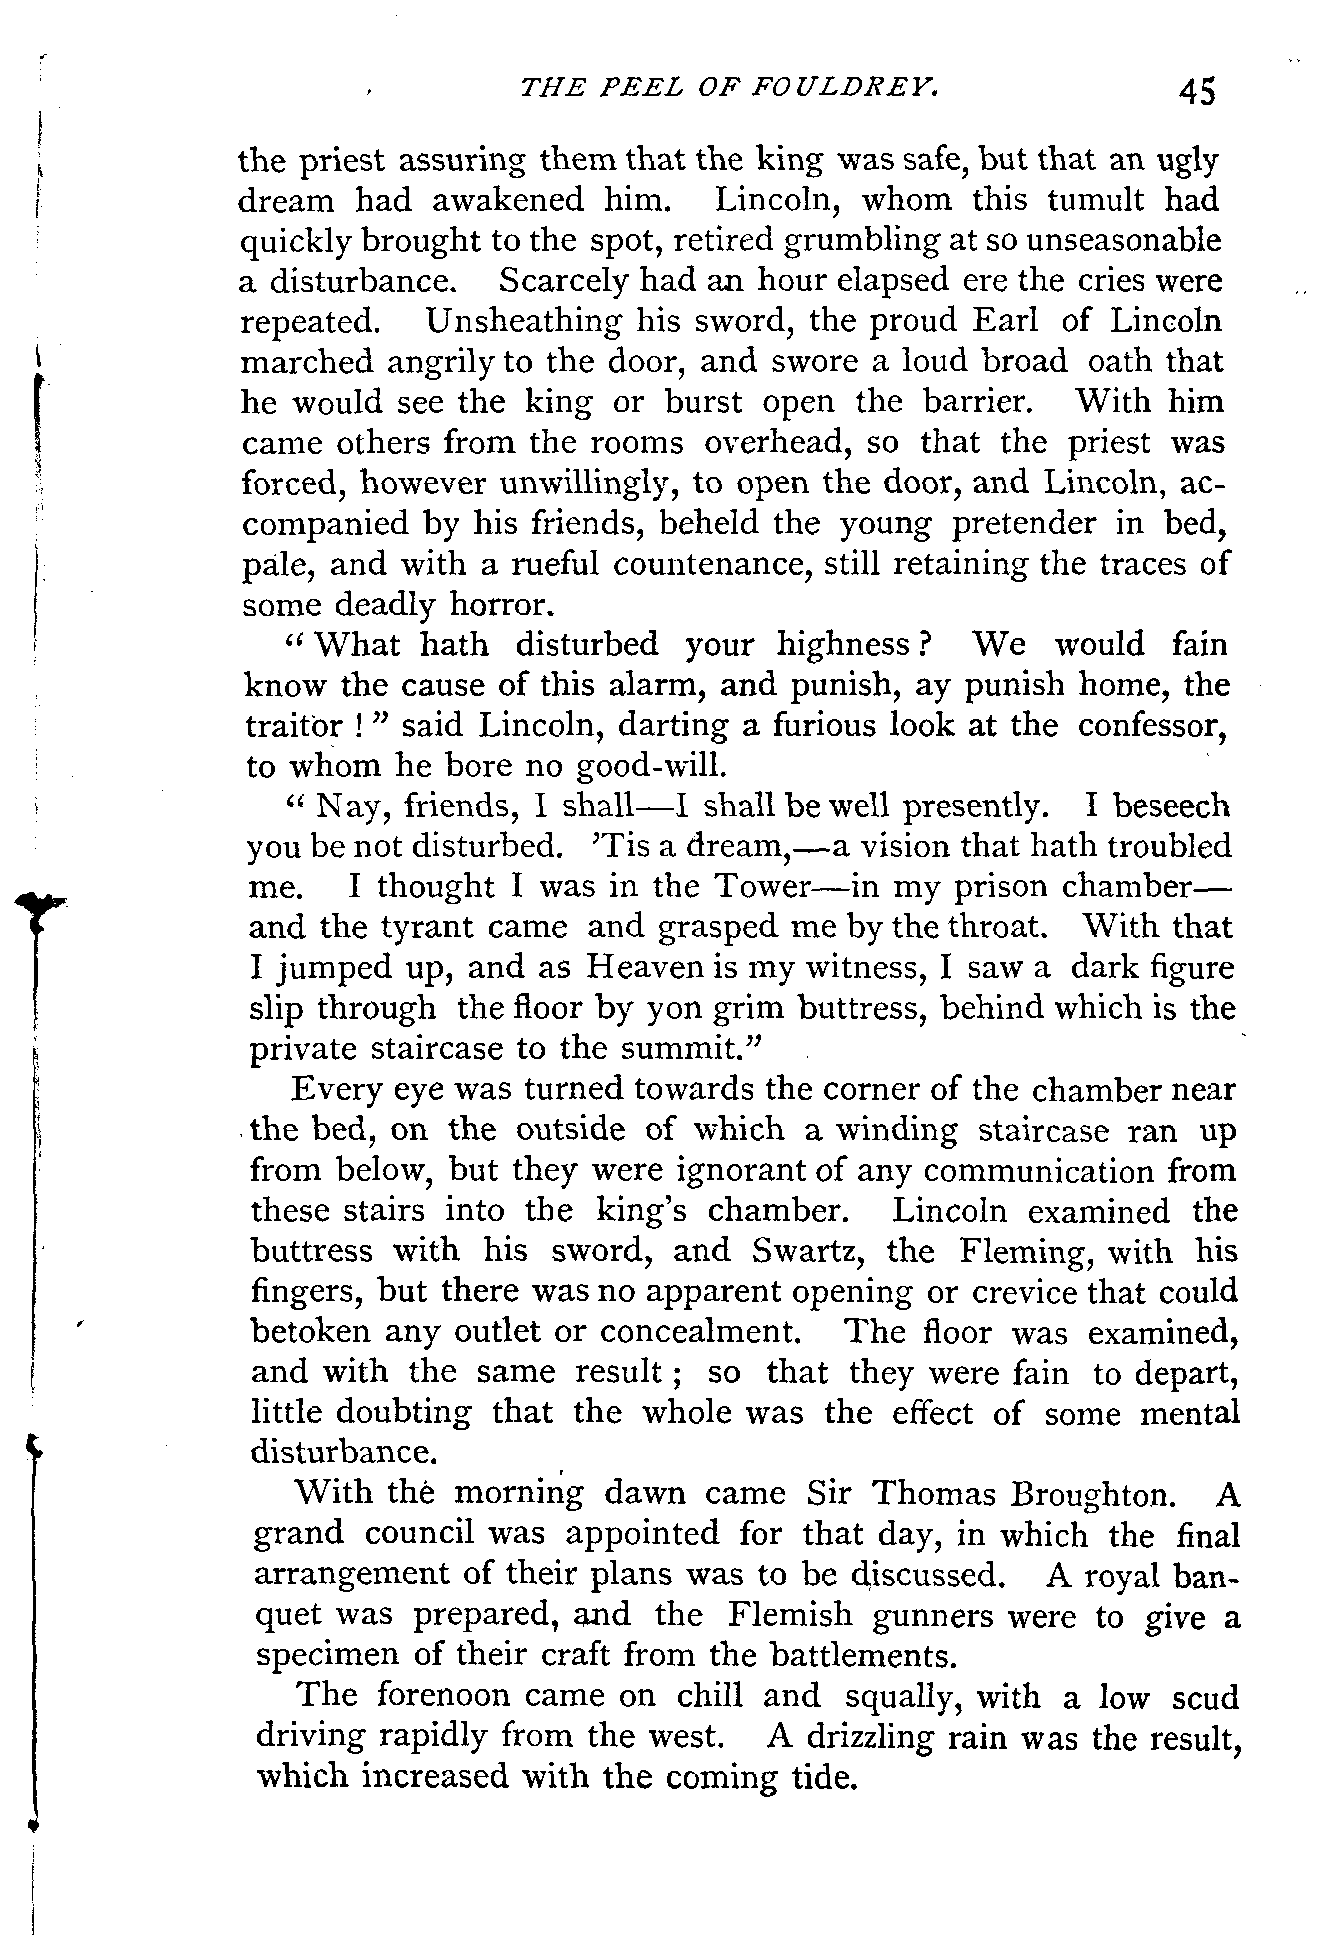 THE PEEL OF FOULDREY. 45
the priest assuring them that the king was safe, but that an ugly
dream had awakened him. Lincoln, whom this tumult had
quickly brought to the spot, retired grumbling at so unseasonable
a disturbance. Scarcely had an hour elapsed ere the cries were
repeated. Unsheathing his sword, the proud Earl of Lincoln
marched angrily to the door, and swore a loud broad oath that
he would see the king or burst open the barrier. With him
came others from the rooms overhead, so that the priest was
forced, however unwillingly, to open the door, and Lincoln, ac-
companied by his friends, beheld the young pretender in bed,
pale, and with a rueful countenance, still retaining the traces of
some deadly horror.
“ What hath disturbed your highness ? We would fain
know the cause of this alarm, and punish, ay punish home, the
traitor ! ” said Lincoln, darting a furious look at the confessor,
to whom he bore no good-will.
“ Nay, friends, I shall—I shall be well presently. I beseech
you be not disturbed. ’Tis a dream,—a vision that hath troubled
me. I thought I was in the Tower—in my prison chamber—
and the tyrant came and grasped me by the throat. With that
I jumped up, and as Heaven is my witness, I saw a dark figure
slip through the floor by yon grim buttress, behind which is the
private staircase to the summit.”
Every eye was turned towards the corner of the chamber near
the bed, on the outside of which a winding staircase ran up
from below, but they were ignorant of any communication from
these stairs into the king’s chamber. Lincoln examined the
buttress with his sword, and Swartz, the Fleming, with his
fingers, but there was no apparent opening or crevice that could
betoken any outlet or concealment. The floor was examined,
and with the same result ; so that they were fain to depart,
little doubting that the whole was the effect of some mental
disturbance.
With the morning dawn came Sir Thomas Broughton. A
grand council was appointed for that day, in which the final
arrangement of their plans was to be discussed. A royal ban-
quet was prepared, and the Flemish gunners were to give a
specimen of their craft from the battlements.
The forenoon came on chill and squally, with a low scud
driving rapidly from the west. A drizzling rain was the result,
which increased with the coming tide.